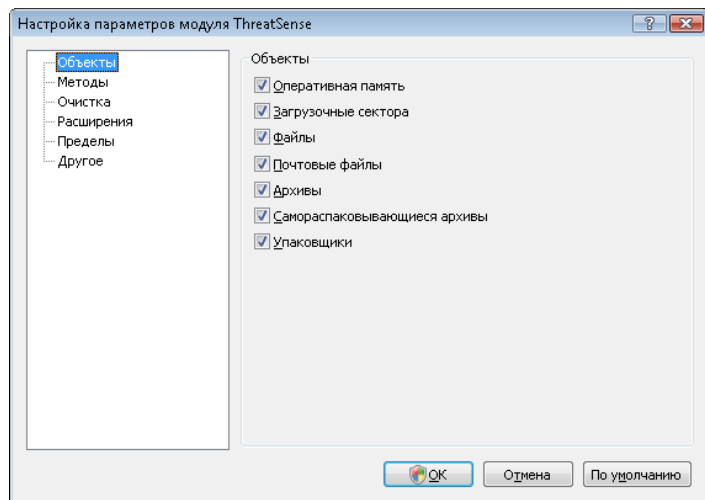 Настройка параметров модуля ThreatSense
Объекты
Методы
Очистка
Расширения
Пределы
Другое
Объекты
Оперативная память
Загрузочные сектора
Файлы
Почтовые файлы
Архивы
Самораспаковывающиеся архивы
Упаковщики
OK
Отмена
По умолчанию